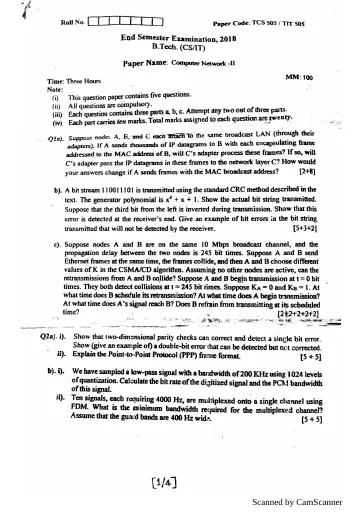 Roll No.
Paper Code: TCS 505 / TIT 505
End Semester Examination, 2018
B.Tech. (CS/IT)
Paper Name: Computer Network -II
Time: Three Hours
MM: 100
Note:
(i) This question paper contains five questions.
(ii) All questions are compulsory.
(iii) Each question contains three parts a, b, c. Attempt any two out of three parts.
(iv) Each part carries ten marks. Total marks assigned to each question are twenty.
Q1a). Suppose nodes A, B, and C each attach to the same broadcast LAN (through their
adapters). If A sends thousands of IP datagrams to B with each encapsulating frame
addressed to the MAC address of B, will C's adapter process these frames? If so, will
C's adapter pass the IP datagrams in these frames to the network layer C? How would
your answers change if A sends frames with the MAC broadcast address? [2+8]
b). A bit stream 110011101 is transmitted using the standard CRC method described in the
text. The generator polynomial is x⁴ + x + 1. Show the actual bit string transmitted.
Suppose that the third bit from the left is inverted during transmission. Show that this
error is detected at the receiver's end. Give an example of bit errors in the bit string
transmitted that will not be detected by the receiver. [5+3+2]
c). Suppose nodes A and B are on the same 10 Mbps broadcast channel, and the
propagation delay between the two nodes is 245 bit times. Suppose A and B send
Ethernet frames at the same time, the frames collide, and then A and B choose different
values of K in the CSMA/CD algorithm. Assuming no other nodes are active, can the
retransmissions from A and B collide? Suppose A and B begin transmission at t = 0 bit
times. They both detect collisions at t = 245 bit times. Suppose KA = 0 and KB = 1. At
what time does B schedule its retransmission? At what time does A begin transmission?
At what time does A's signal reach B? Does B refrain from transmitting at its scheduled
time? [2+2+2+2+2]
Q2a). i). Show that two-dimensional parity checks can correct and detect a single bit error.
Show (give an example of) a double-bit error that can be detected but not corrected.
ii). Explain the Point-to-Point Protocol (PPP) frame format. [5 + 5]
b). i). We have sampled a low-pass signal with a bandwidth of 200 KHz using 1024 levels
of quantization. Calculate the bit rate of the digitized signal and the PCM bandwidth
of this signal.
ii). Ten signals, each requiring 4000 Hz, are multiplexed onto a single channel using
FDM. What is the minimum bandwidth required for the multiplexed channel?
Assume that the guard bands are 400 Hz wide. [5 + 5]
[1/4]
Scanned by CamScanner